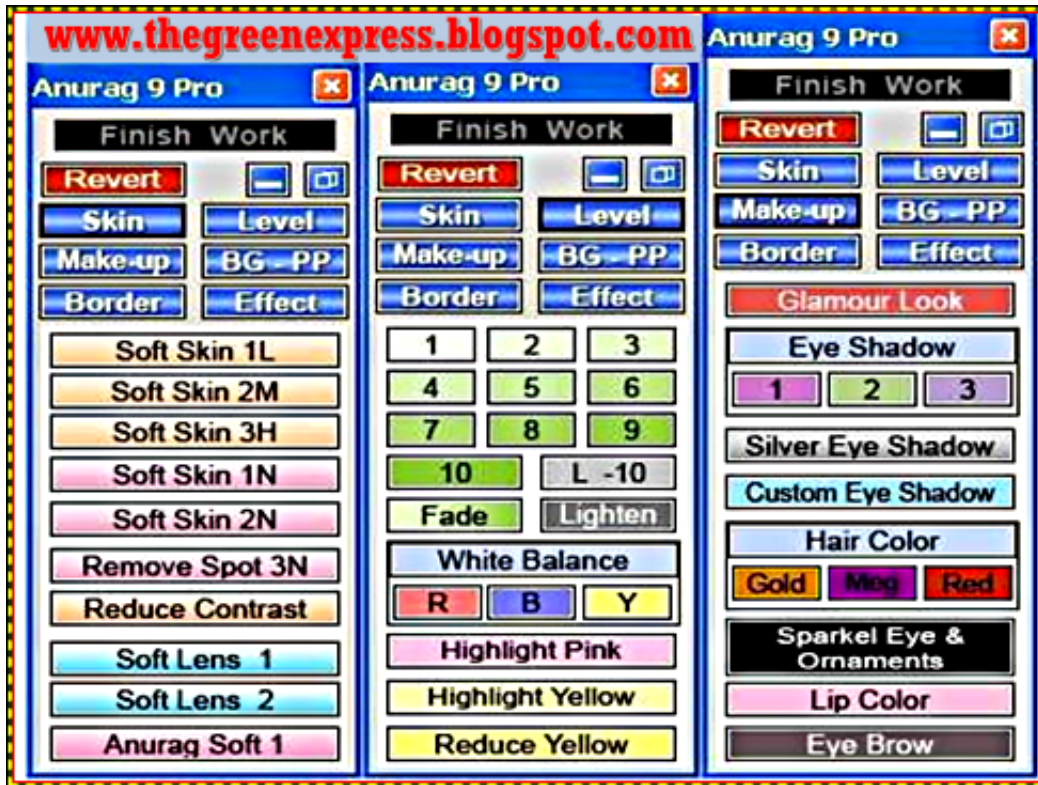 www.thegreenexpress.blogspot.com
Anurag 9 Pro
Finish Work
Revert
Skin Level
Make-up BG - PP
Border Effect
Soft Skin 1L
Soft Skin 2M
Soft Skin 3H
Soft Skin 1N
Soft Skin 2N
Remove Spot 3N
Reduce Contrast
Soft Lens 1
Soft Lens 2
Anurag Soft 1
Anurag 9 Pro
Finish Work
Revert
Skin Level
Make-up BG - PP
Border Effect
1 2 3
4 5 6
7 8 9
10 L -10
Fade Lighten
White Balance
R B Y
Highlight Pink
Highlight Yellow
Reduce Yellow
Anurag 9 Pro
Finish Work
Revert
Skin Level
Make-up BG - PP
Border Effect
Glamour Look
Eye Shadow
1 2 3
Silver Eye Shadow
Custom Eye Shadow
Hair Color
Gold Meg Red
Sparkel Eye &
Ornaments
Lip Color
Eye Brow